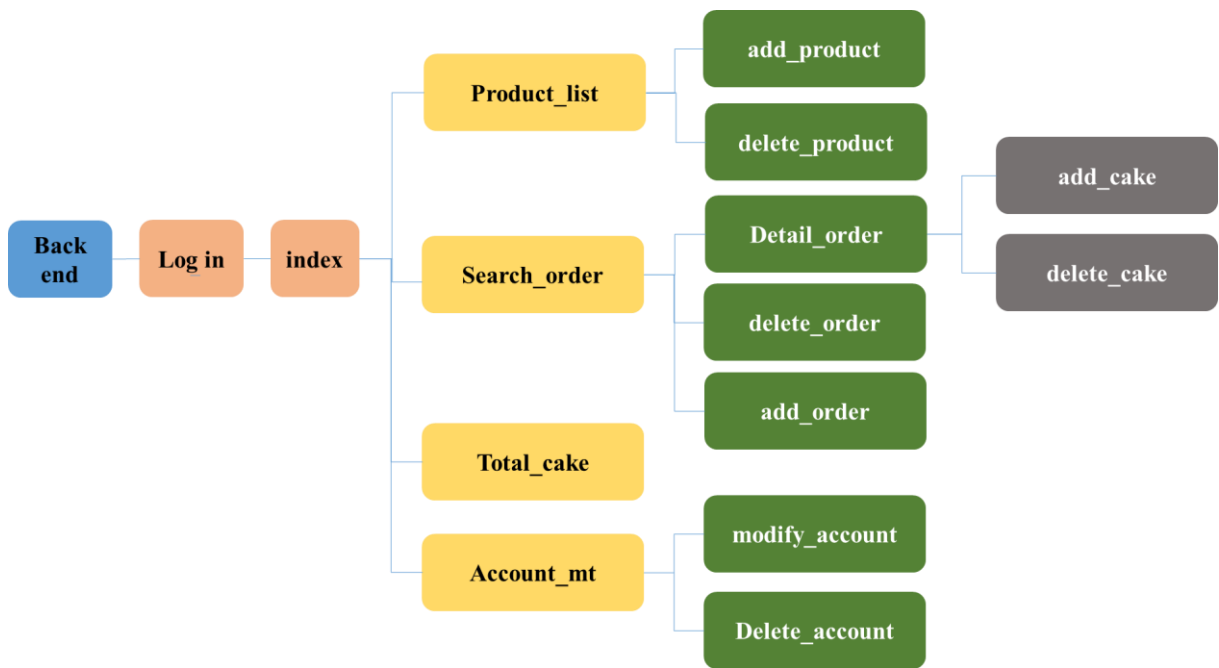 Back
end
Log in
index
Product_list
add_product
delete_product
Search_order
Detail_order
add_cake
delete_cake
delete_order
add_order
Total_cake
Account_mt
modify_account
Delete_account